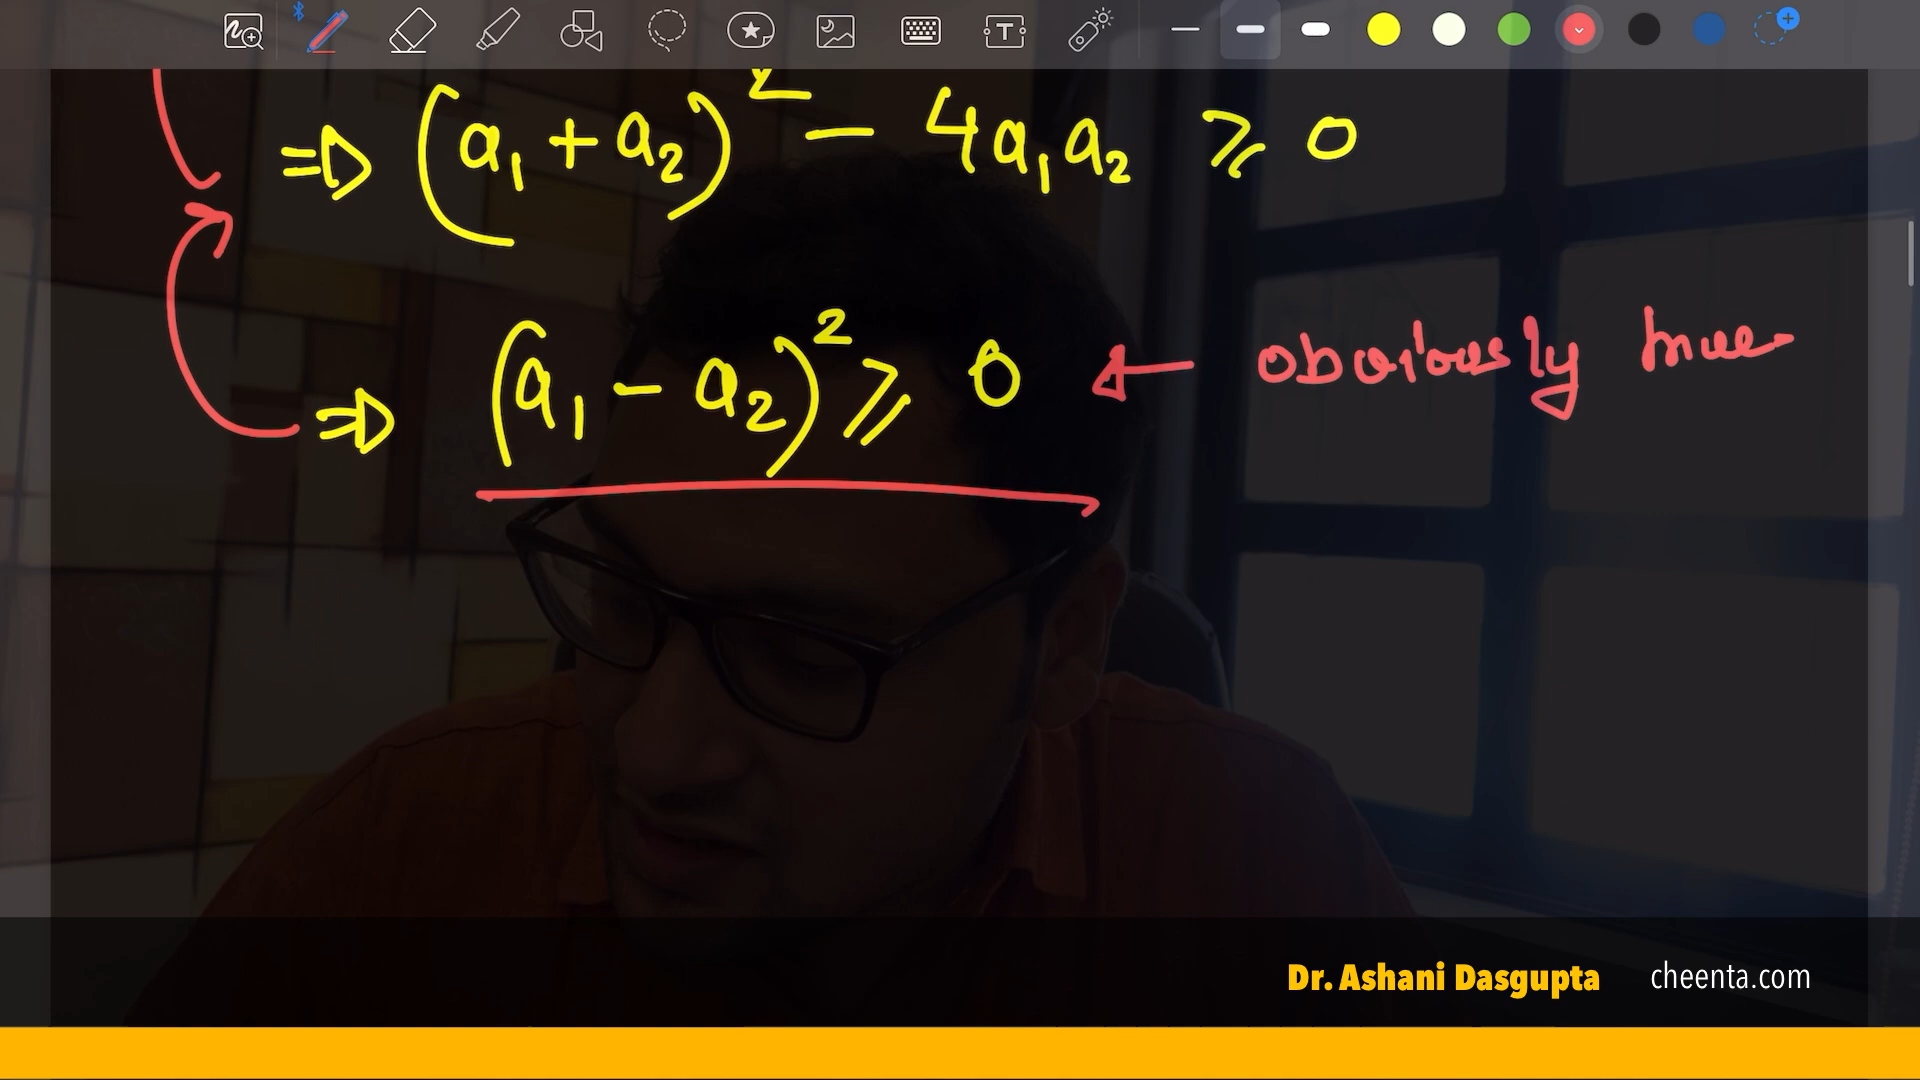 ⇒ (a₁ + a₂)² − 4a₁a₂ ⩾ 0
⇒ (a₁ − a₂)² ⩾ 0 ← obviously true
T
Dr. Ashani Dasgupta cheenta.com